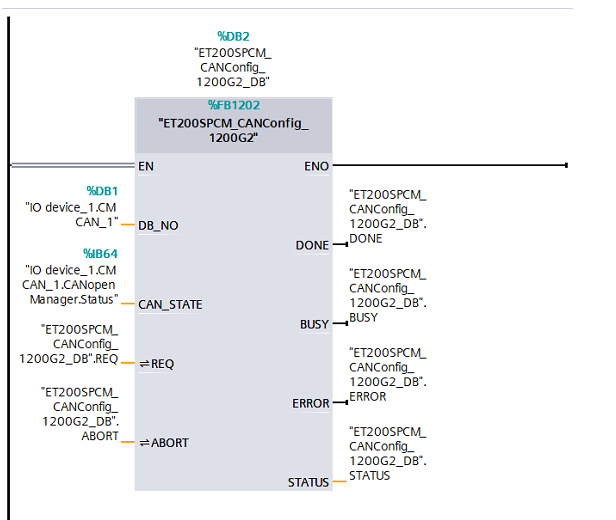 %DB2
"ET200SPCM_
CANConfig_
1200G2_DB"
%FB1202
"ET200SPCM_CANConfig_
1200G2"
EN
ENO
%DB1
"IO device_1.CM
CAN_1"
DB_NO
"ET200SPCM_
CANConfig_
1200G2_DB".
DONE
DONE
%IB64
"IO device_1.CM
CAN_1.CANopen
Manager.Status"
CAN_STATE
"ET200SPCM_
CANConfig_
1200G2_DB".
BUSY
BUSY
"ET200SPCM_
CANConfig_
1200G2_DB".REQ
⇌REQ
"ET200SPCM_
CANConfig_
1200G2_DB".
ERROR
ERROR
"ET200SPCM_
CANConfig_
1200G2_DB".
ABORT
⇌ABORT
"ET200SPCM_
CANConfig_
1200G2_DB".
STATUS
STATUS